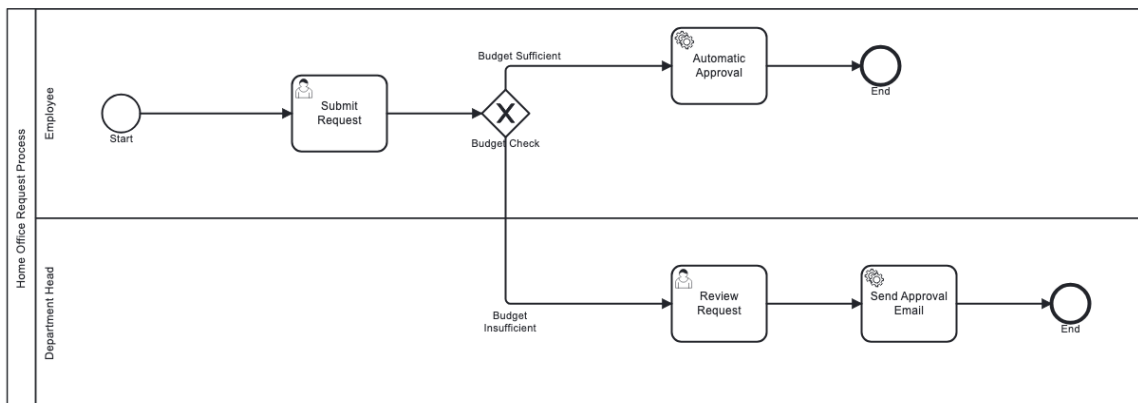 Home Office Request Process
Employee
Start
Submit
Request
Budget Check
Budget Sufficient
Automatic
Approval
End
Department Head
Budget
Insufficient
Review
Request
Send Approval
Email
End